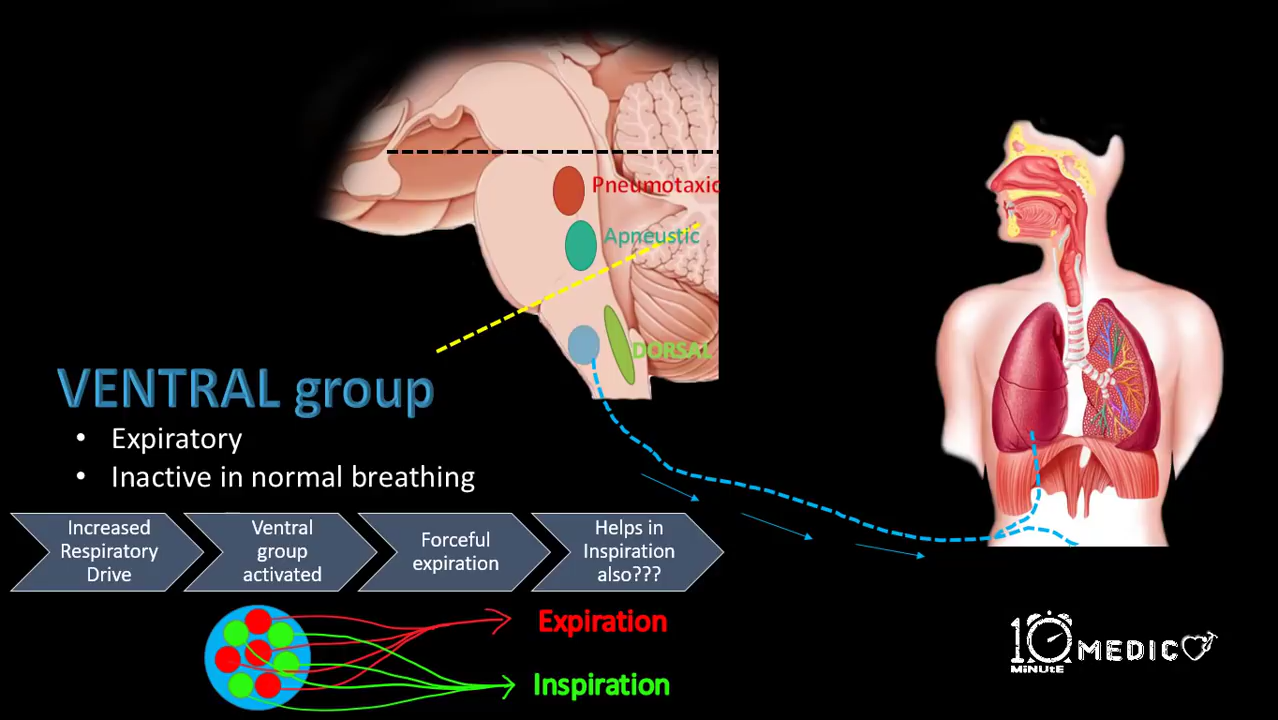 Pneumotaxic
Apneustic
DORSAL
VENTRAL group
• Expiratory
• Inactive in normal breathing
Increased
Respiratory
Drive
Ventral
group
activated
Forceful
expiration
Helps in
Inspiration
also???
Expiration
Inspiration
10
MiNUtE
MEDIC